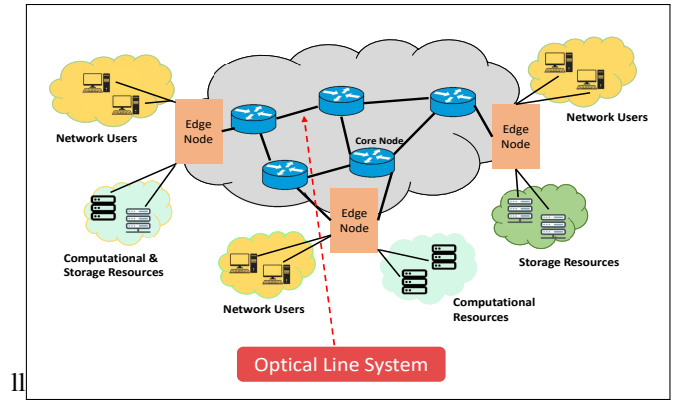 Network Users
Edge
Node
Computational &
Storage Resources
Core Node
Edge
Node
Network Users
Edge
Node
Network Users
Storage Resources
Computational
Resources
Optical Line System
ll